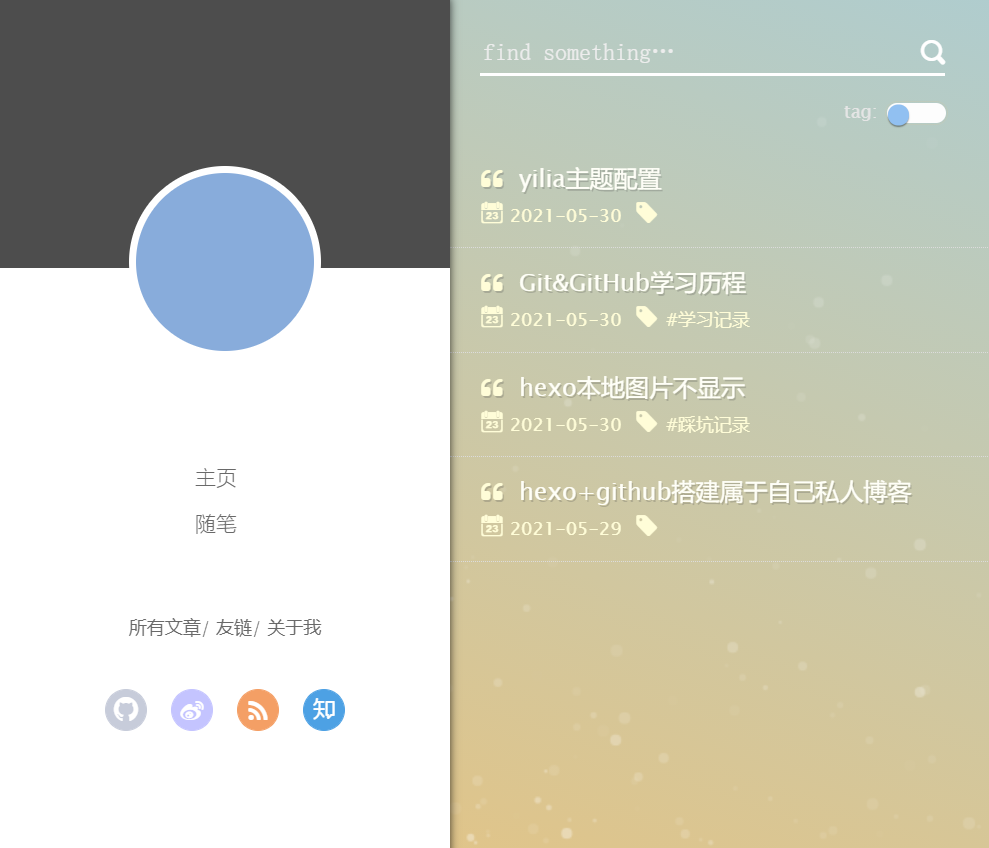 主页
随笔
所有文章/ 友链/ 关于我
知
find something…
tag:
yilia主题配置
23 2021-05-30
Git&GitHub学习历程
23 2021-05-30 #学习记录
hexo本地图片不显示
23 2021-05-30 #踩坑记录
hexo+github搭建属于自己私人博客
23 2021-05-29